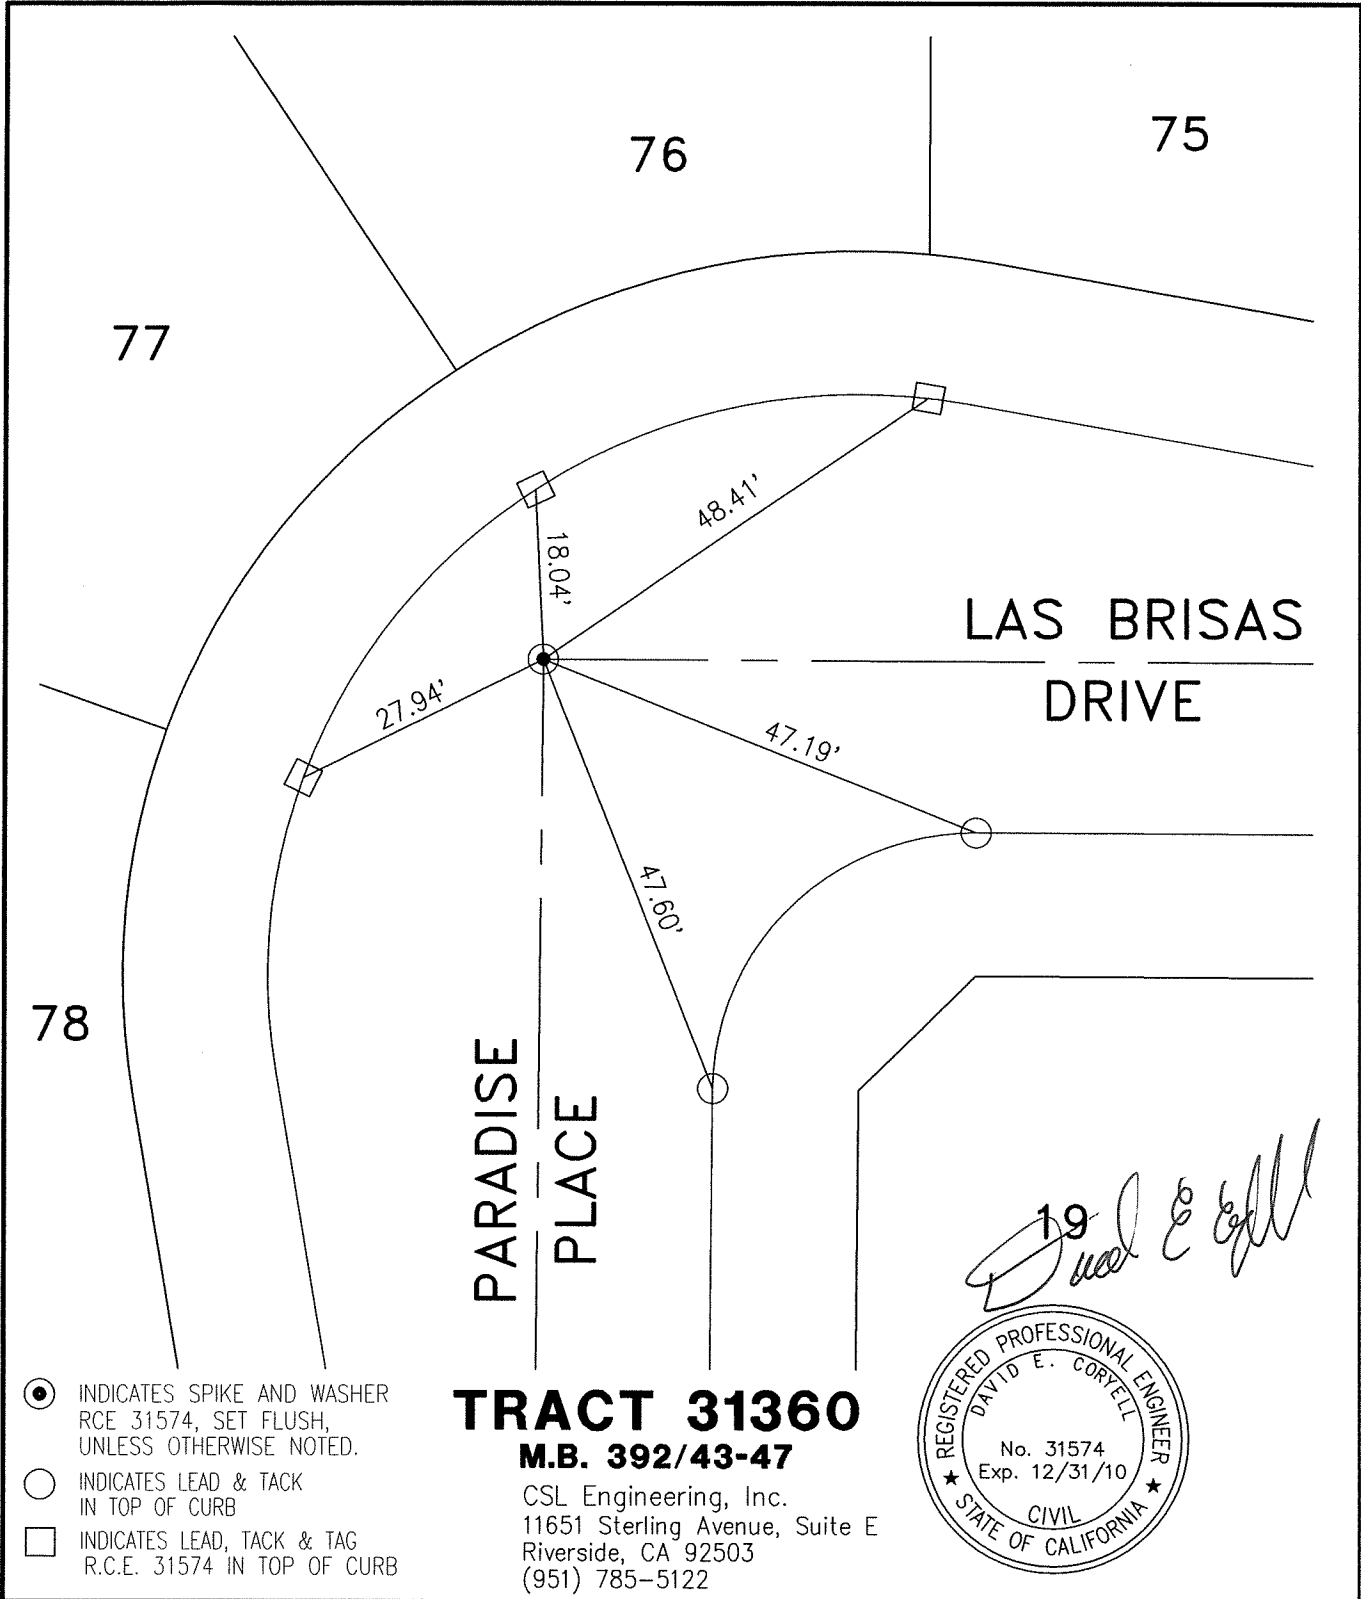 76
75
77
48.41'
18.04'
LAS BRISAS
DRIVE
27.94'
47.19'
47.60'
78
PARADISE
PLACE
19
REGISTERED PROFESSIONAL ENGINEER
DAVID E. CORYELL
No. 31574
Exp. 12/31/10
CIVIL
★ STATE OF CALIFORNIA ★
INDICATES SPIKE AND WASHER
RCE 31574, SET FLUSH,
UNLESS OTHERWISE NOTED.
INDICATES LEAD & TACK
IN TOP OF CURB
INDICATES LEAD, TACK & TAG
R.C.E. 31574 IN TOP OF CURB
TRACT 31360
M.B. 392/43-47
CSL Engineering, Inc.
11651 Sterling Avenue, Suite E
Riverside, CA 92503
(951) 785-5122